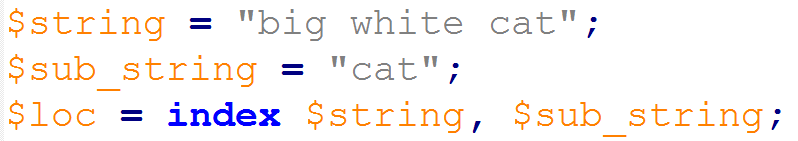 $string = "big white cat";
$sub_string = "cat";
$loc = index $string, $sub_string;